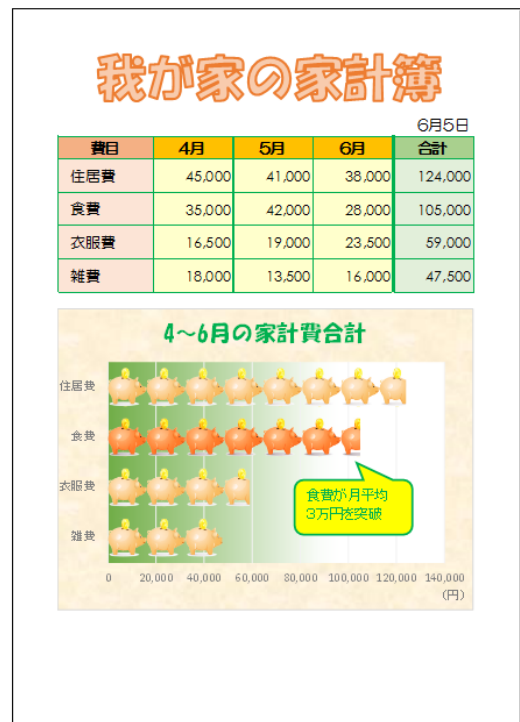 我が家の家計簿
6月5日
費目 4月 5月 6月 合計
住居費 45,000 41,000 38,000 124,000
食費 35,000 42,000 28,000 105,000
衣服費 16,500 19,000 23,500 59,000
雑費 18,000 13,500 16,000 47,500
4～6月の家計費合計
住居費
食費
衣服費
雑費
食費が月平均
3万円を突破
0 20,000 40,000 60,000 80,000 100,000 120,000 140,000
(円)